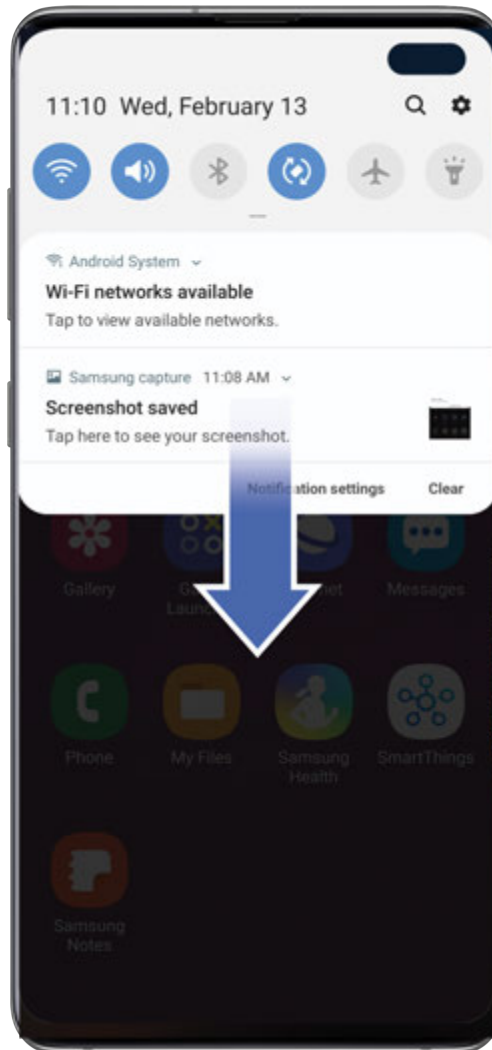 11:10 Wed, February 13
Android System
Wi-Fi networks available
Tap to view available networks.
Samsung capture 11:08 AM
Screenshot saved
Tap here to see your screenshot.
Notification settings Clear
Gallery Messages
Phone My Files Samsung Health SmartThings
Samsung
Notes